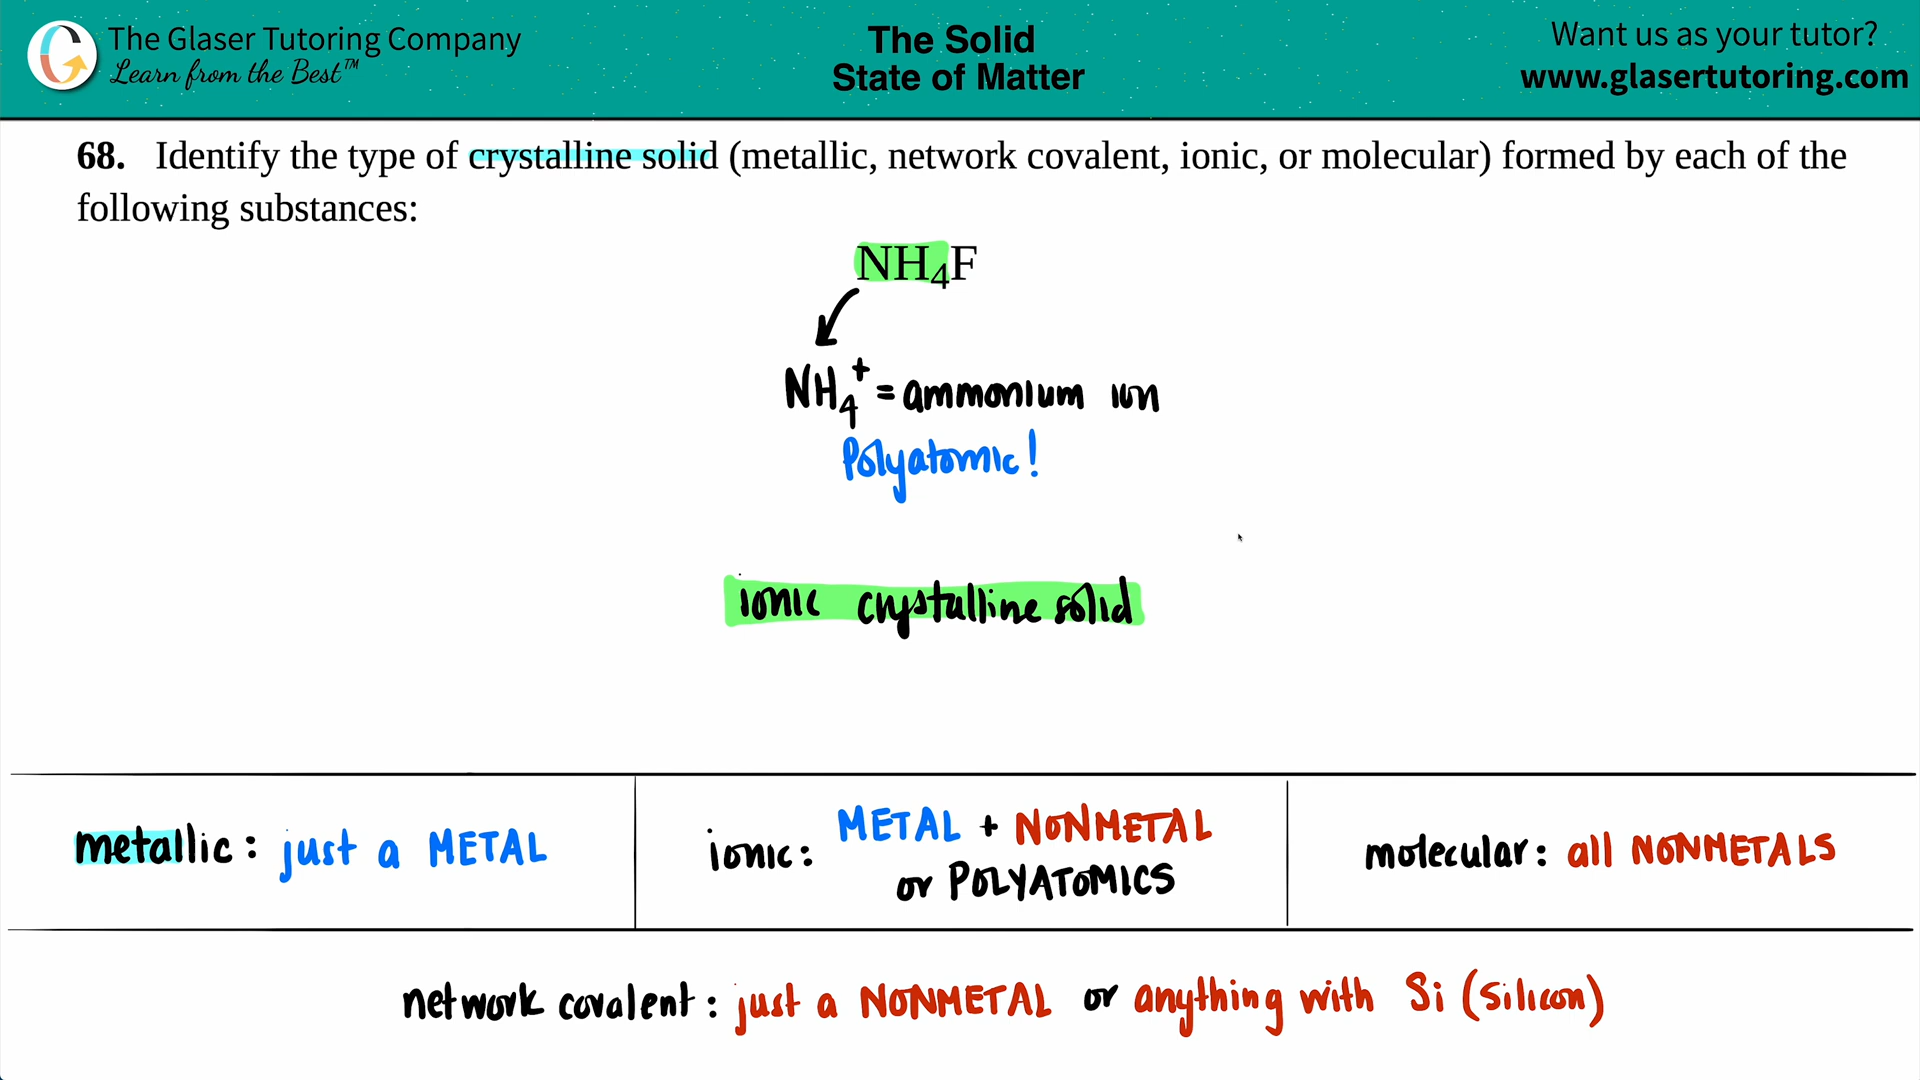 The Glaser Tutoring Company
Learn from the Best™
The Solid
State of Matter
Want us as your tutor?
www.glasertutoring.com
68. Identify the type of crystalline solid (metallic, network covalent, ionic, or molecular) formed by each of the
following substances:
NH₄F
NH₄⁺ = ammonium ion
Polyatomic!
ionic crystalline solid
metallic: just a METAL
ionic: METAL + NONMETAL
or POLYATOMICS
molecular: all NONMETALS
network covalent: just a NONMETAL or anything with Si (silicon)